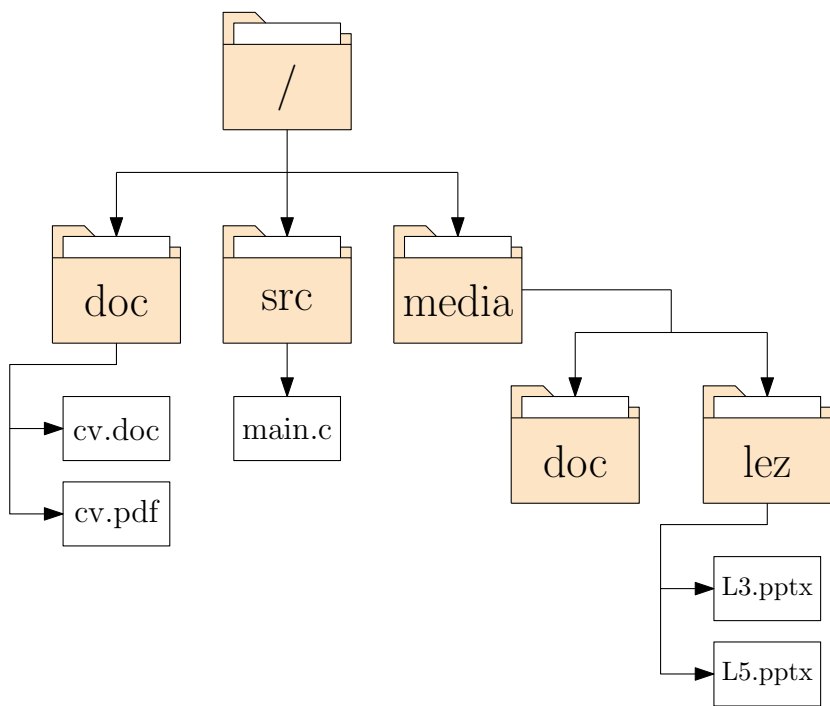 /
doc
src
media
cv.doc
main.c
doc
lez
cv.pdf
L3.pptx
L5.pptx